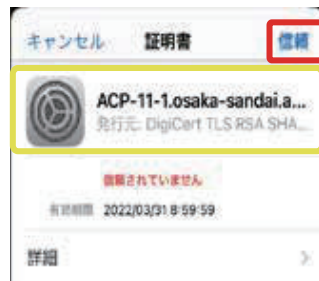 キャンセル 証明書 信頼
ACP-11-1.osaka-sandai.a...
発行元: DigiCert TLS RSA SHA...
信頼されていません
有効期限 2022/03/31 8:59:59
詳細